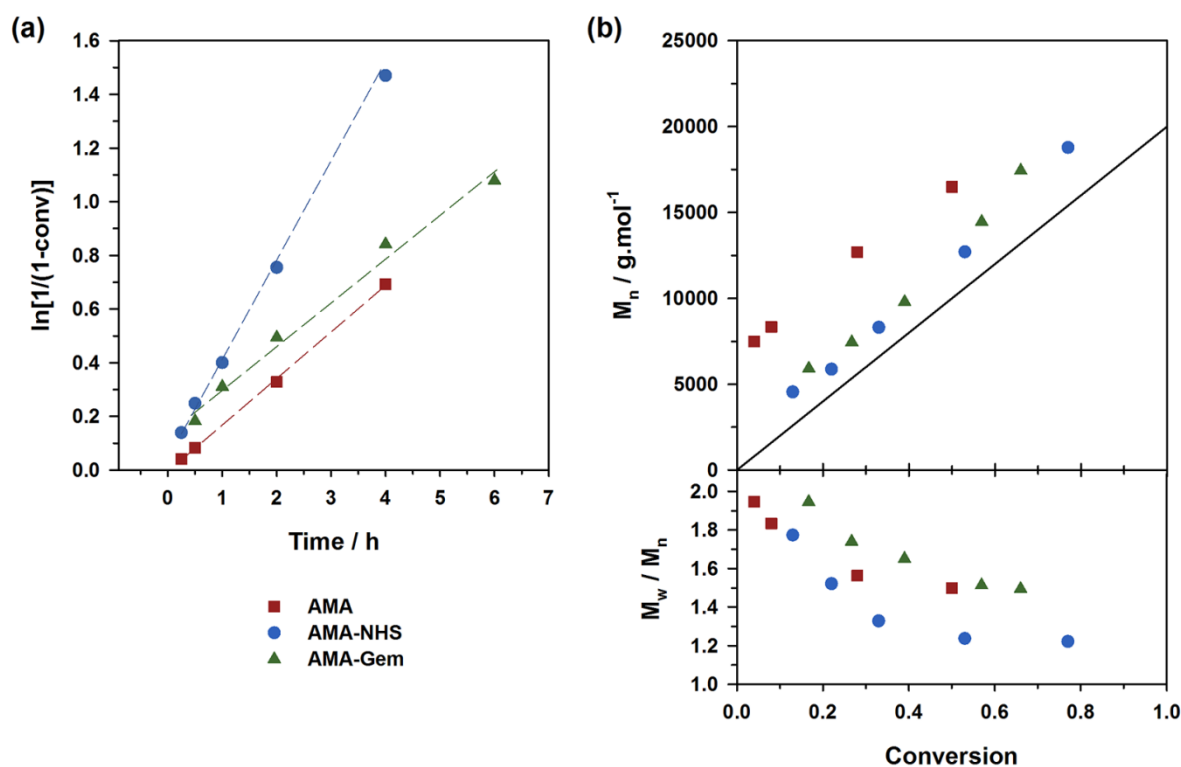 (a)
1.6
1.4
1.2
1.0
0.8
0.6
0.4
0.2
0.0
ln[1/(1-conv)]
0 1 2 3 4 5 6 7
Time / h
AMA
AMA-NHS
AMA-Gem
(b)
25000
20000
15000
10000
5000
0
Mn / g.mol-1
2.0
1.8
1.6
1.4
1.2
1.0
Mw / Mn
0.0 0.2 0.4 0.6 0.8 1.0
Conversion